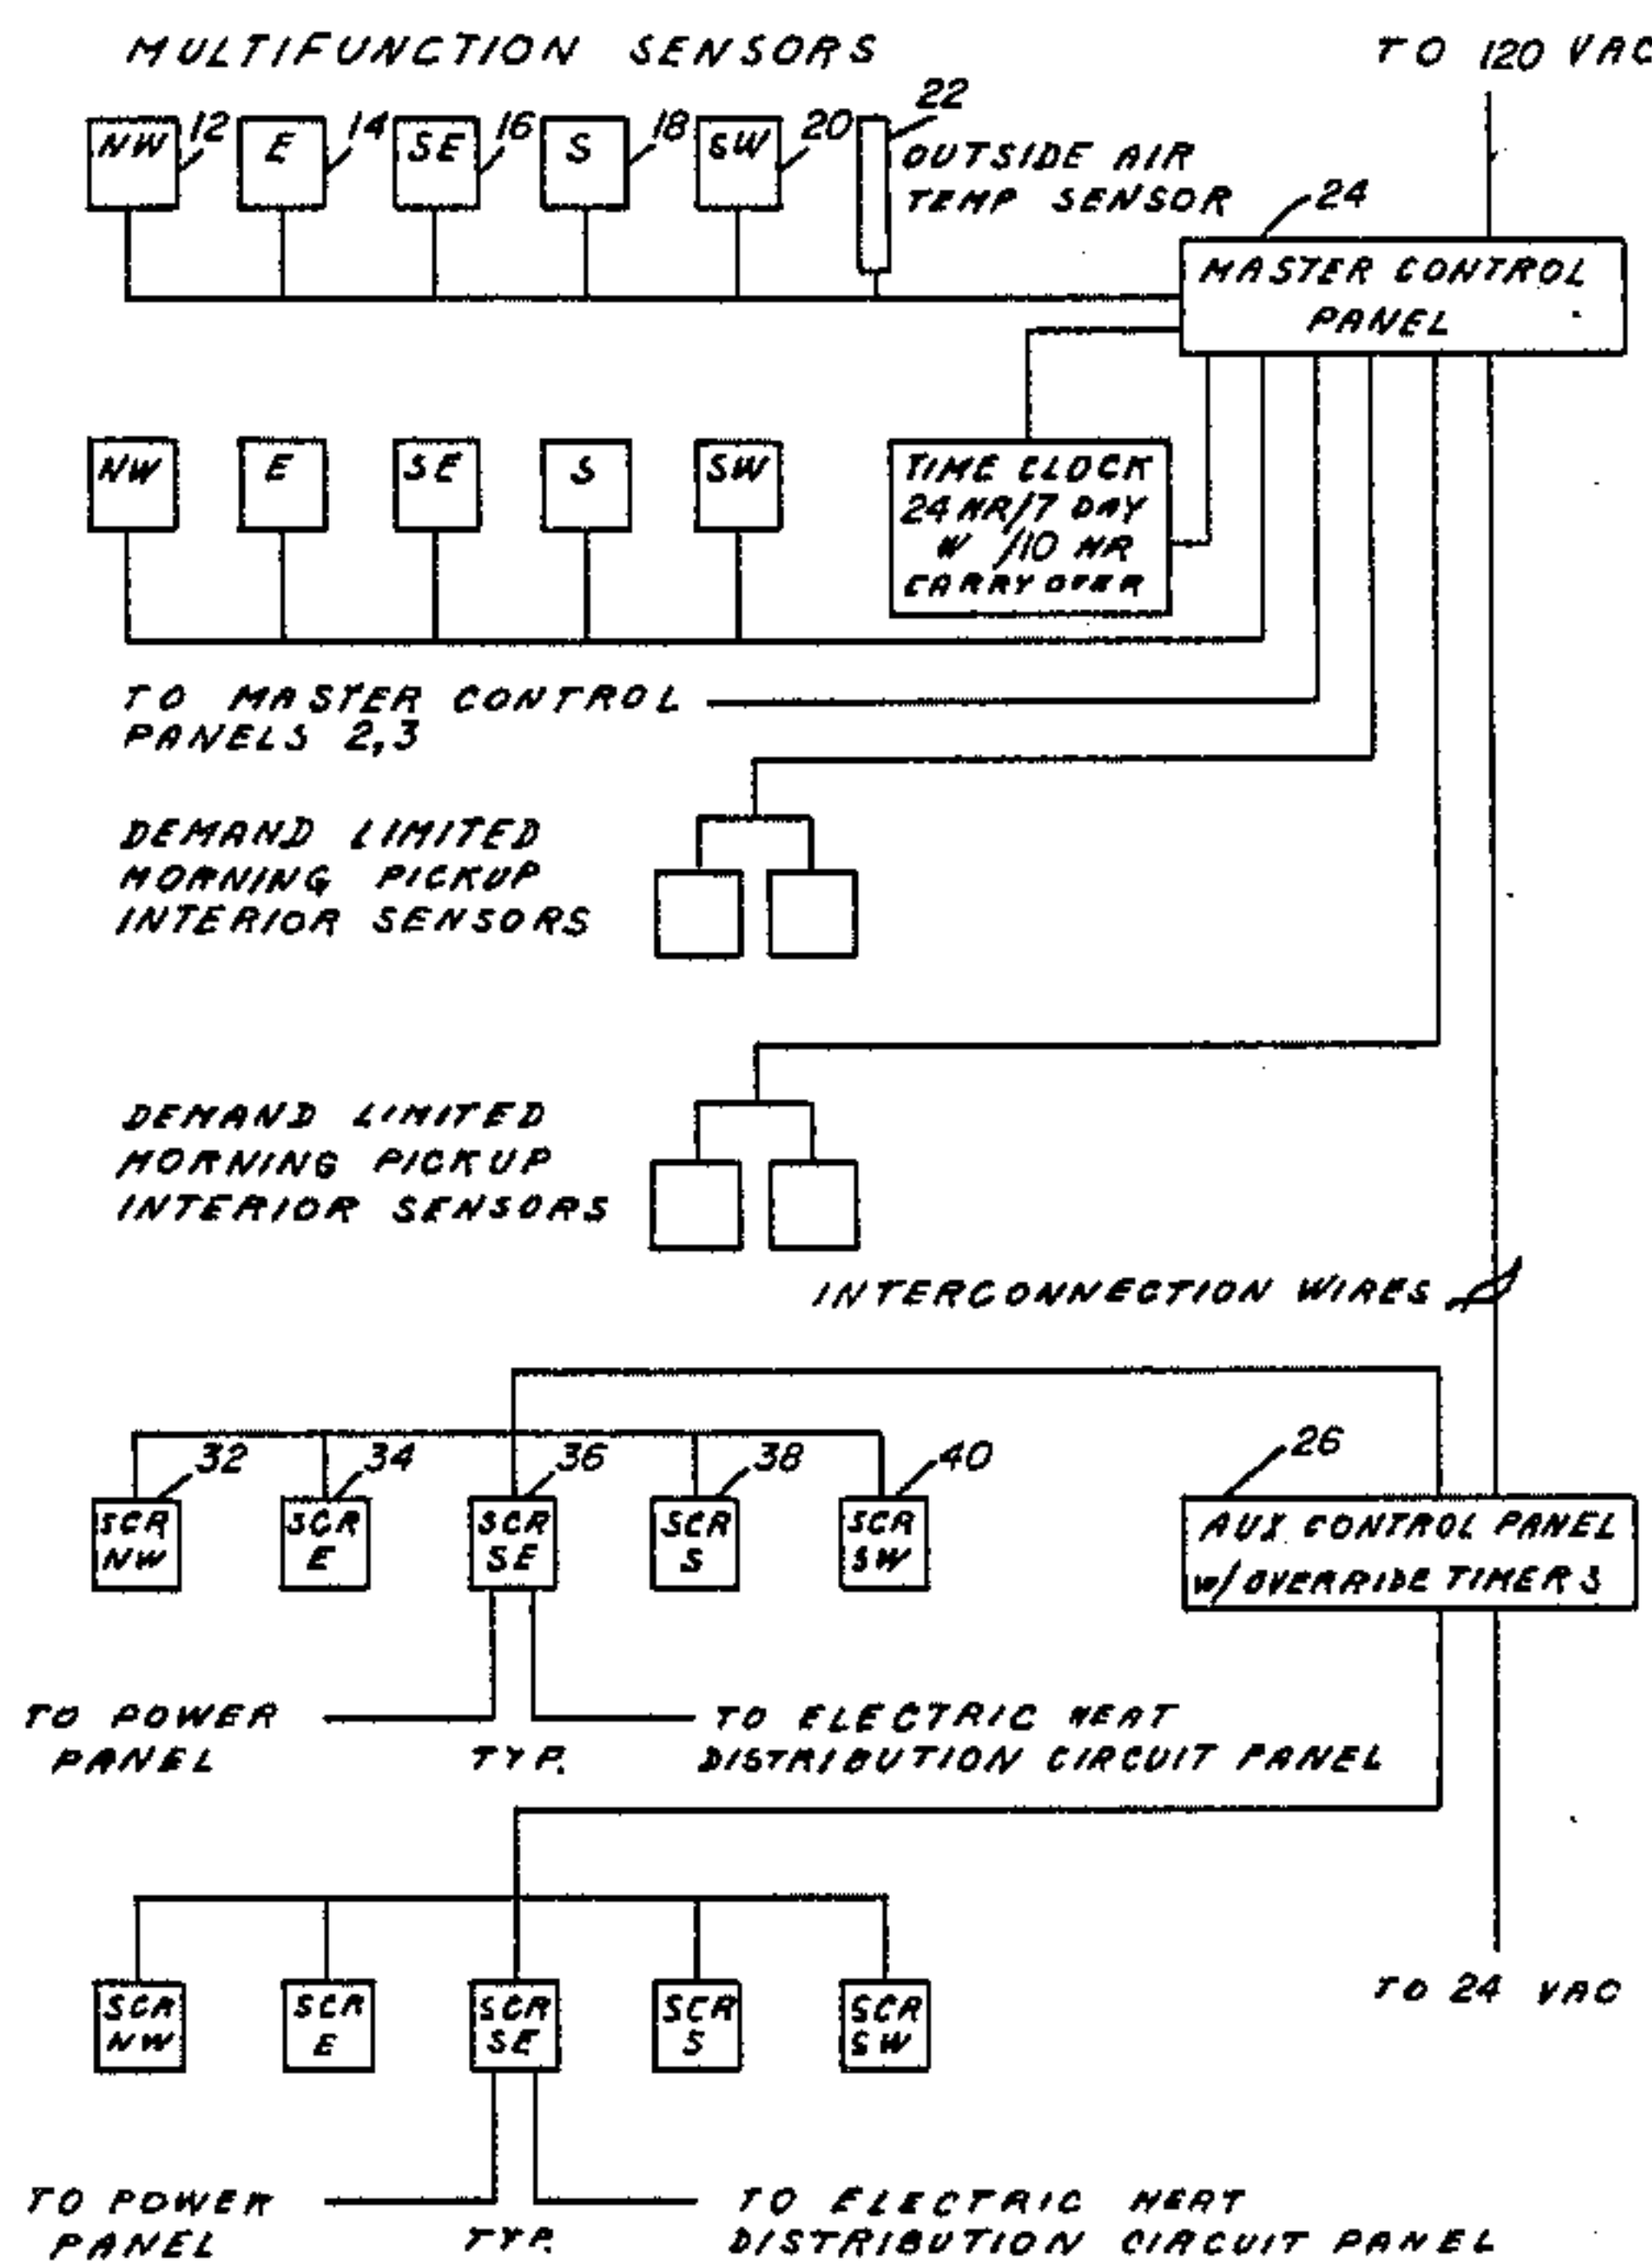 MULTIFUNCTION SENSORS
TO 120 VAC
NW 12 E 14 SE 16 S 18 SW 20 22
OUTSIDE AIR
TEMP SENSOR
24
MASTER CONTROL
PANEL
NW E SE S SW
TIME CLOCK
24 HR/7 DAY
W /10 HR
CARRY OVER
TO MASTER CONTROL
PANELS 2,3
DEMAND LIMITED
MORNING PICKUP
INTERIOR SENSORS
DEMAND LIMITED
MORNING PICKUP
INTERIOR SENSORS
INTERCONNECTION WIRES
32 34 36 38 40 26
SCR SCR SCR SCR SCR
NW E SE S SW
AUX CONTROL PANEL
W/ OVERRIDE TIMERS
TO POWER
PANEL
TYP.
TO ELECTRIC HEAT
DISTRIBUTION CIRCUIT PANEL
TO 24 VAC
SCR SCR SCR SCR SCR
NW E SE S SW
TO POWER
PANEL
TYP.
TO ELECTRIC HEAT
DISTRIBUTION CIRCUIT PANEL